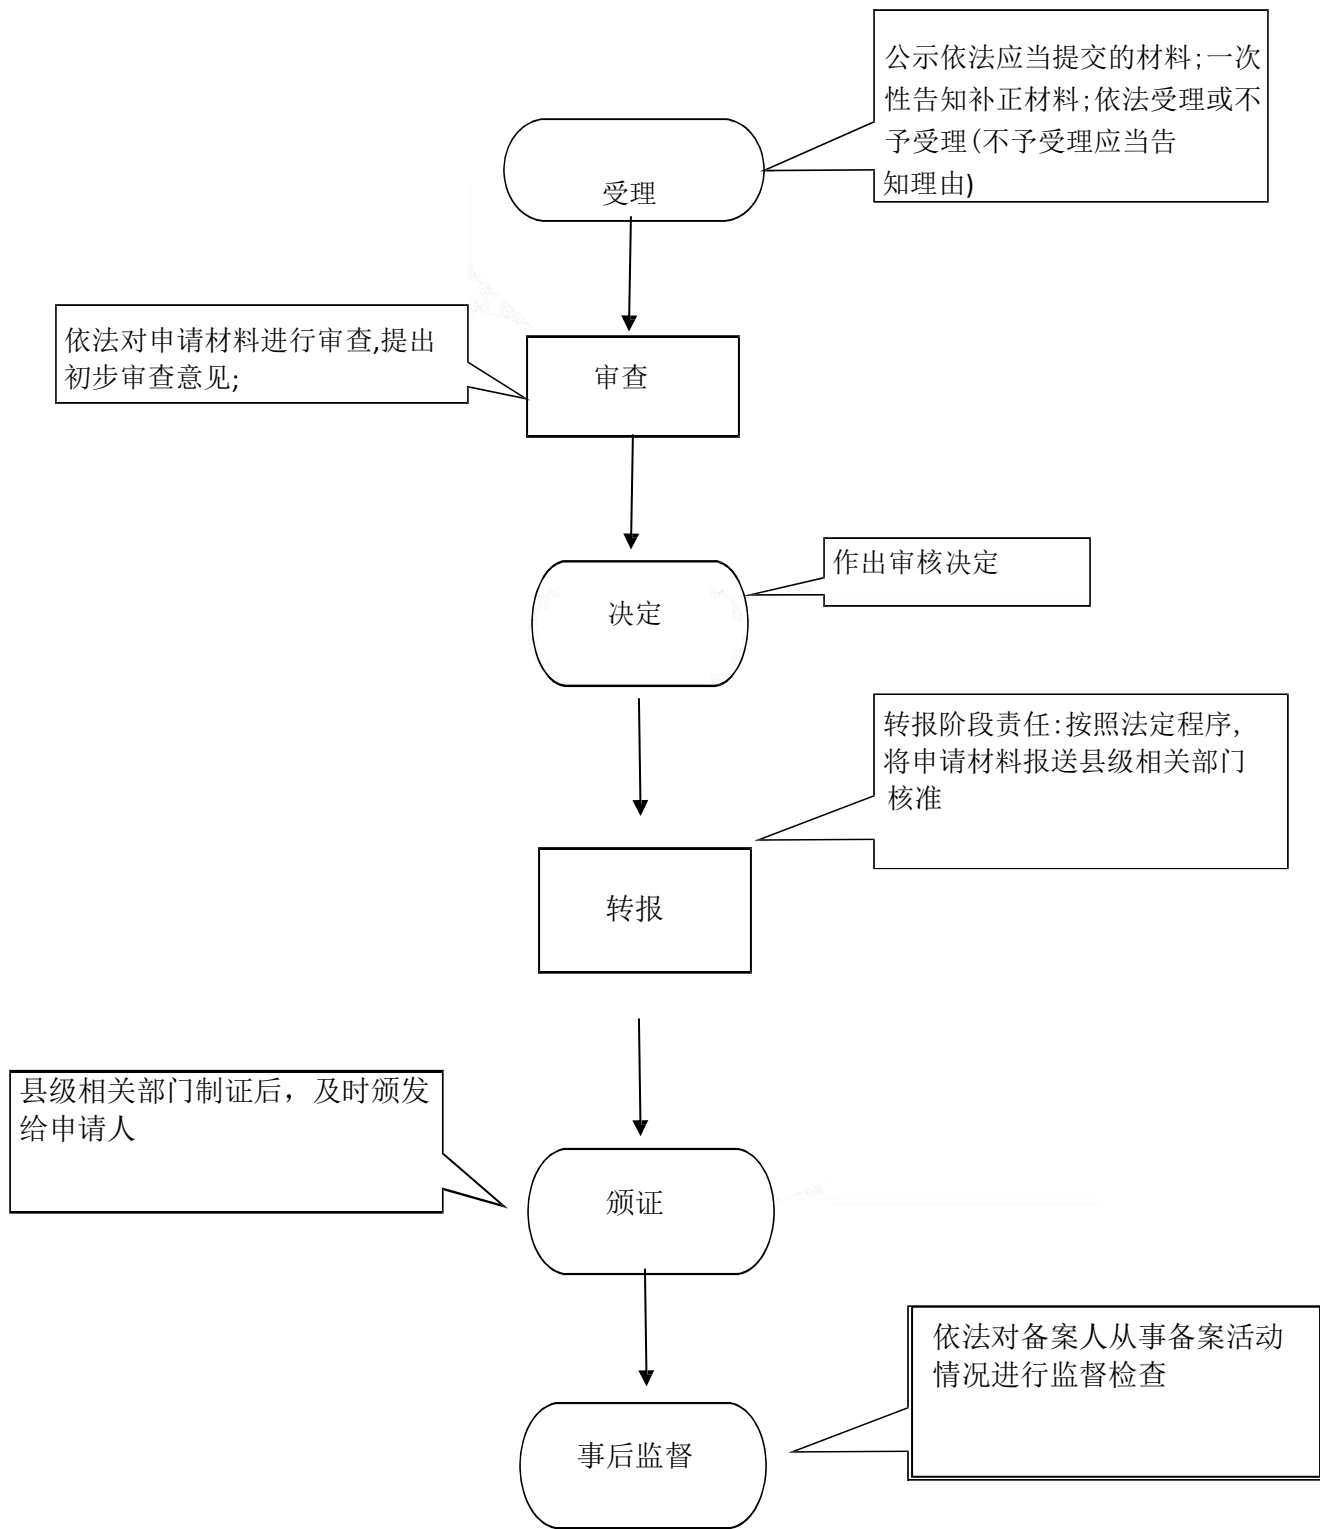 公示依法应当提交的材料;一次
性告知补正材料;依法受理或不
予受理(不予受理应当告
知理由)
受理
依法对申请材料进行审查,提出
初步审查意见;
审查
作出审核决定
决定
转报阶段责任:按照法定程序,
将申请材料报送县级相关部门
核准
转报
县级相关部门制证后，及时颁发
给申请人
颁证
依法对备案人从事备案活动
情况进行监督检查
事后监督